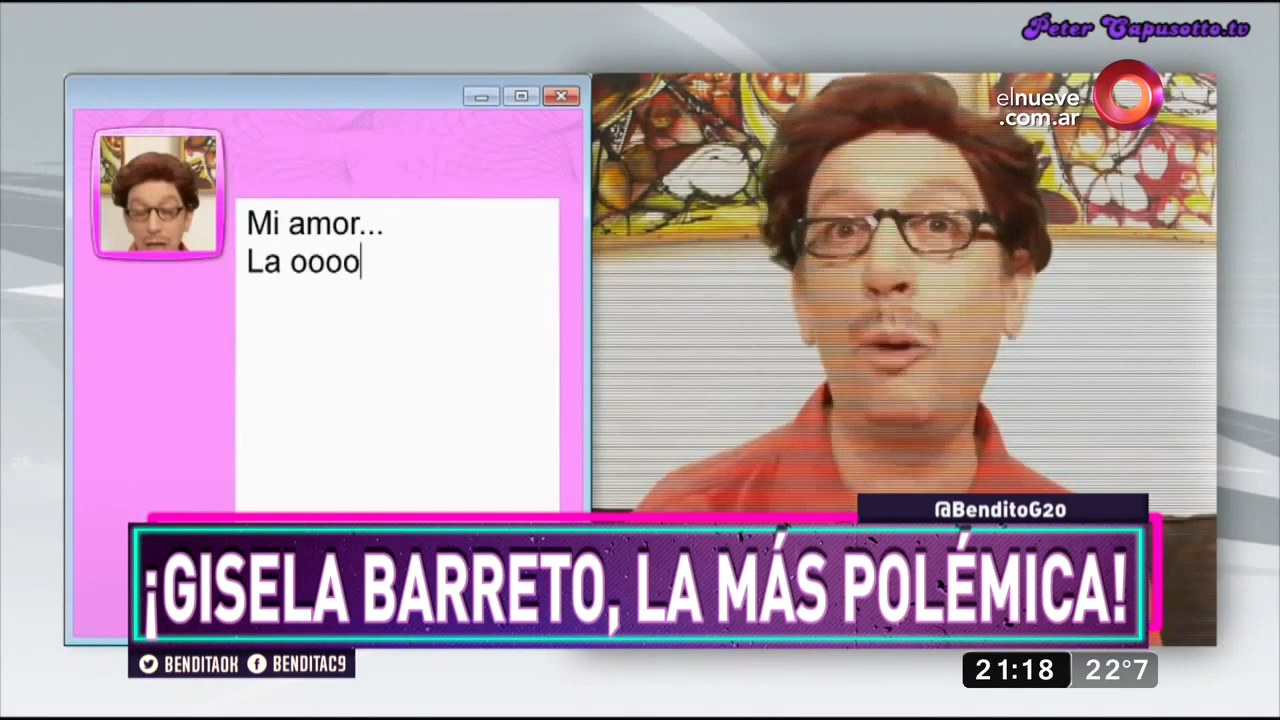 Peter Capusotto.tv
elnueve
.com.ar
Mi amor...
La oooo
@BenditoG20
¡GISELA BARRETO, LA MÁS POLÉMICA!
BENDITAOK BENDITAC9
21:18 22°7